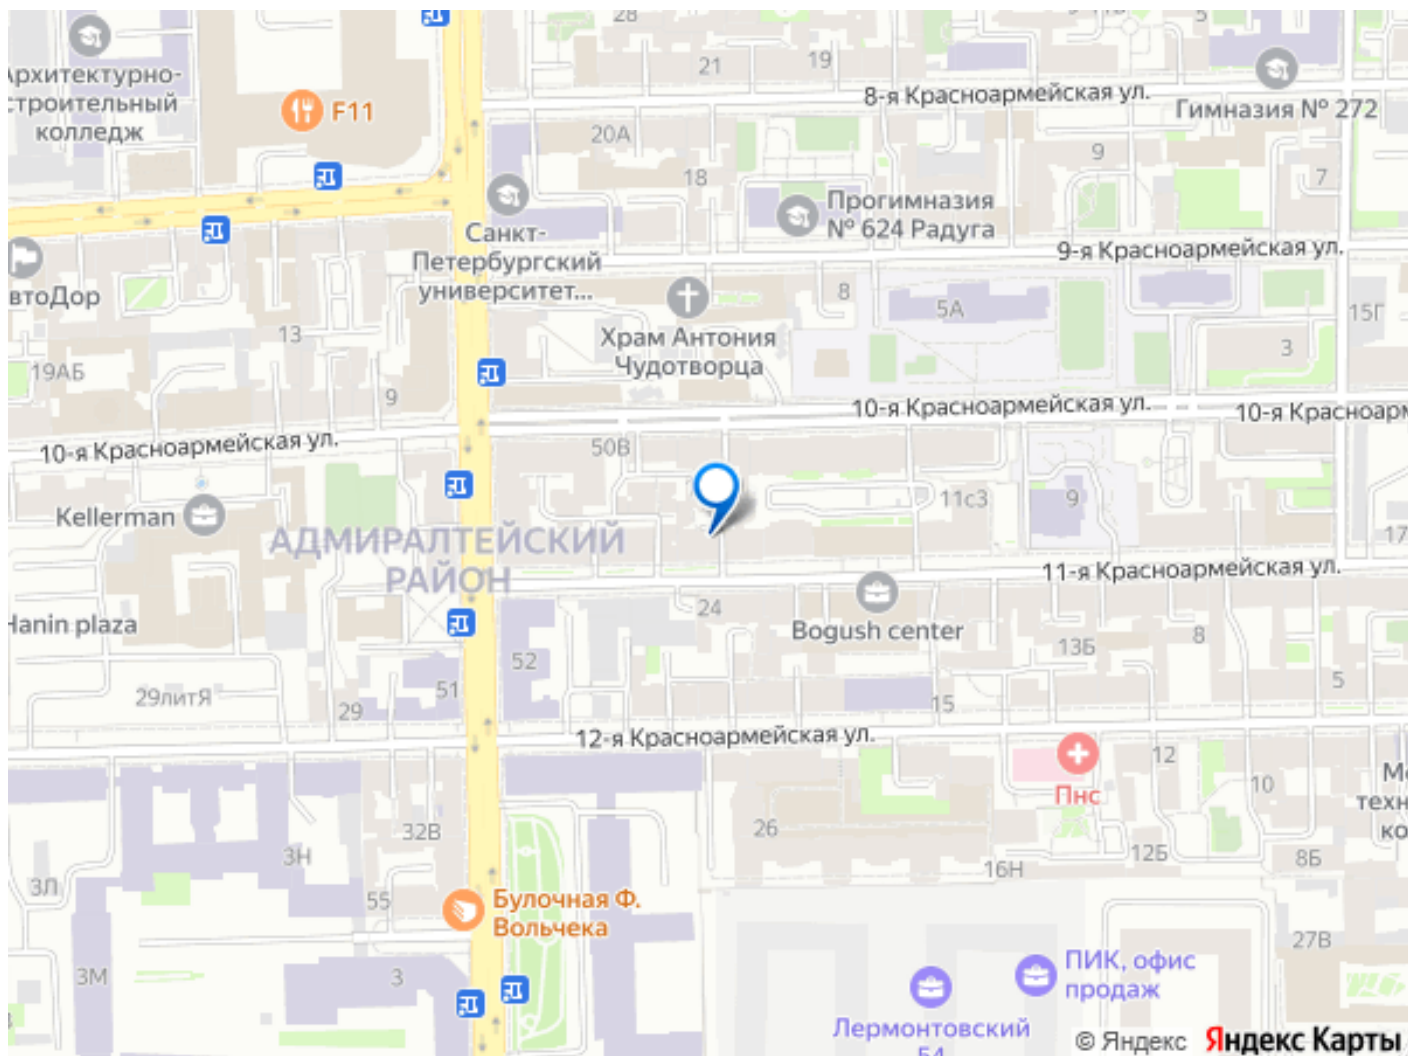 28
5
Архитектурно-
строительный
колледж
F11
21
19
8-я Красноармейская ул.
Гимназия № 272
20А
18
9
7
Прогимназия
№ 624 Радуга
Санкт-
Петербургский
университет...
9-я Красноармейская ул.
втоДор
13
8
5А
15Г
3
Храм Антония
Чудотворца
19АБ
9
10-я Красноармейская ул.
10-я Красноарм
10-я Красноармейская ул.
50В
11с3
9
Kellerman
17
АДМИРАЛТЕЙСКИЙ
РАЙОН
11-я Красноармейская ул.
24
Hanin plaza
Bogush center
13Б
8
52
5
51
29литЯ
29
15
12-я Красноармейская ул.
12
10
Пнс
Ме
техн
ко
32В
26
3Н
12Б
8Б
16Н
3Л
55
Булочная Ф.
Вольчека
27В
3М
3
ПИК, офис
продаж
Лермонтовский
54
© Яндекс Яндекс Карты